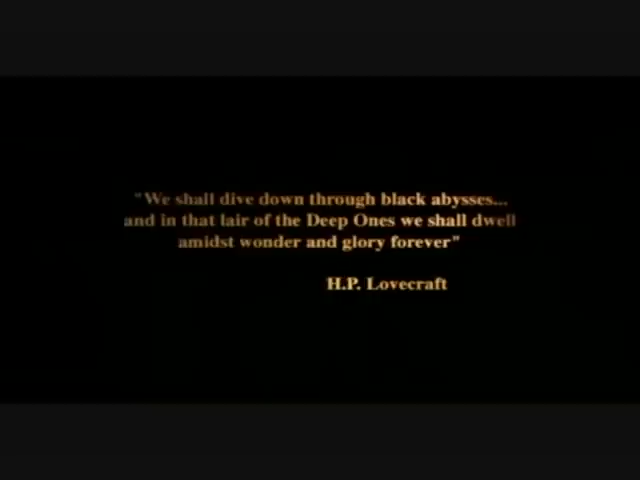 "We shall dive down through black abysses...
and in that lair of the Deep Ones we shall dwell
amidst wonder and glory forever"
H.P. Lovecraft